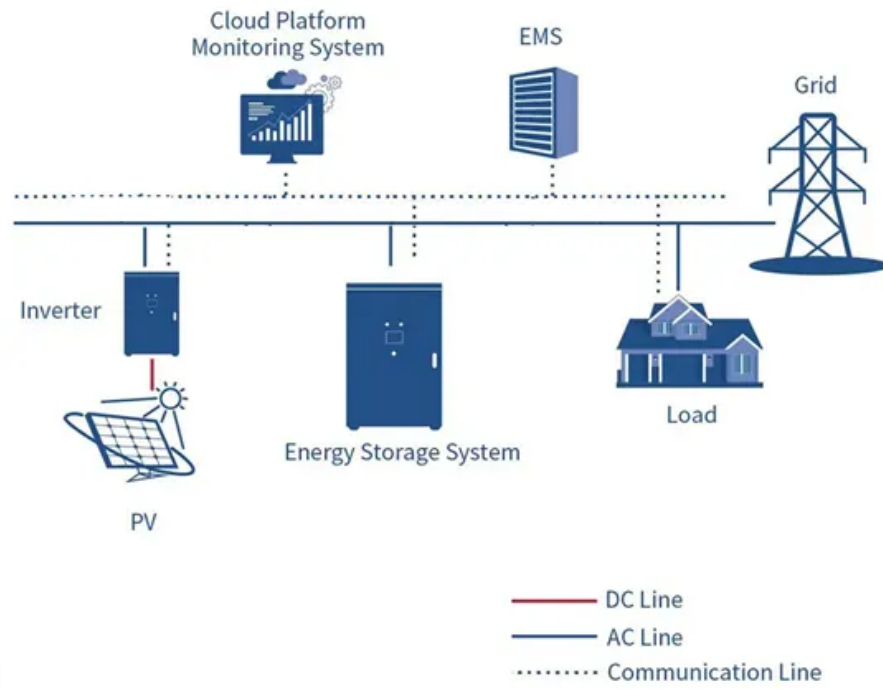 Cloud Platform
Monitoring System
EMS
Grid
Inverter
Load
Energy Storage System
PV
DC Line
AC Line
Communication Line